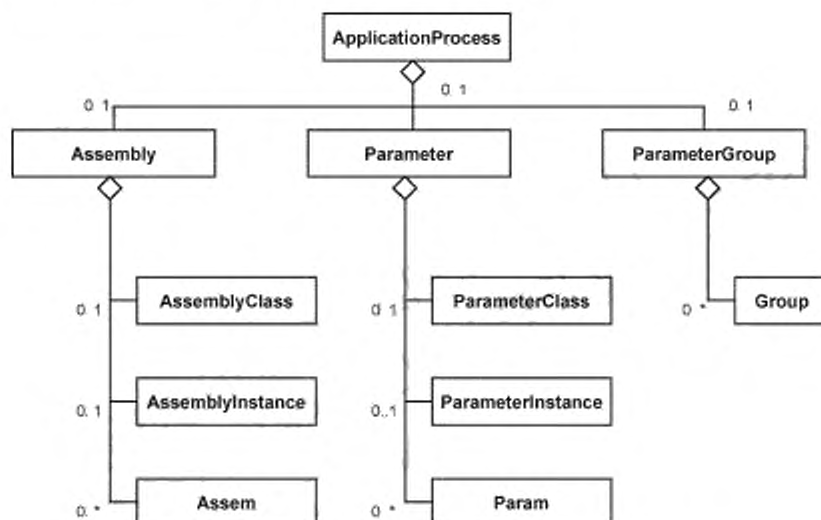 ApplicationProcess
0 1
0 1
0 1
Assembly
Parameter
ParameterGroup
AssemblyClass
ParameterClass
Group
0. 1
0 1
0 *
AssemblyInstance
ParameterInstance
0. 1
0..1
Assem
Param
0. *
0 *